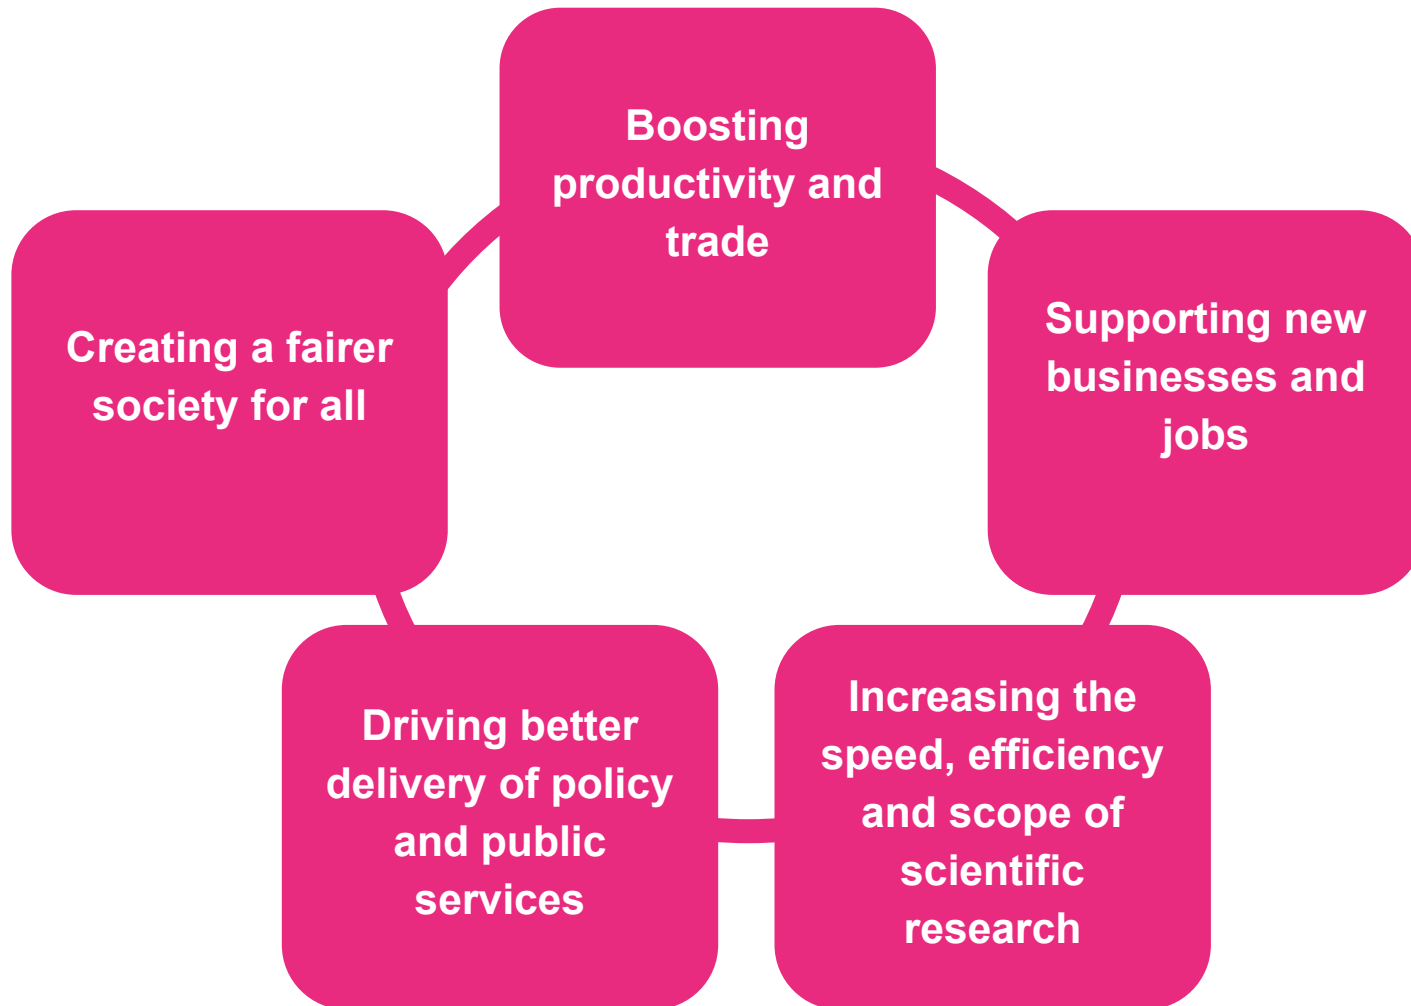 Boosting
productivity and
trade
Supporting new
businesses and
jobs
Increasing the
speed, efficiency
and scope of
scientific
research
Driving better
delivery of policy
and public
services
Creating a fairer
society for all